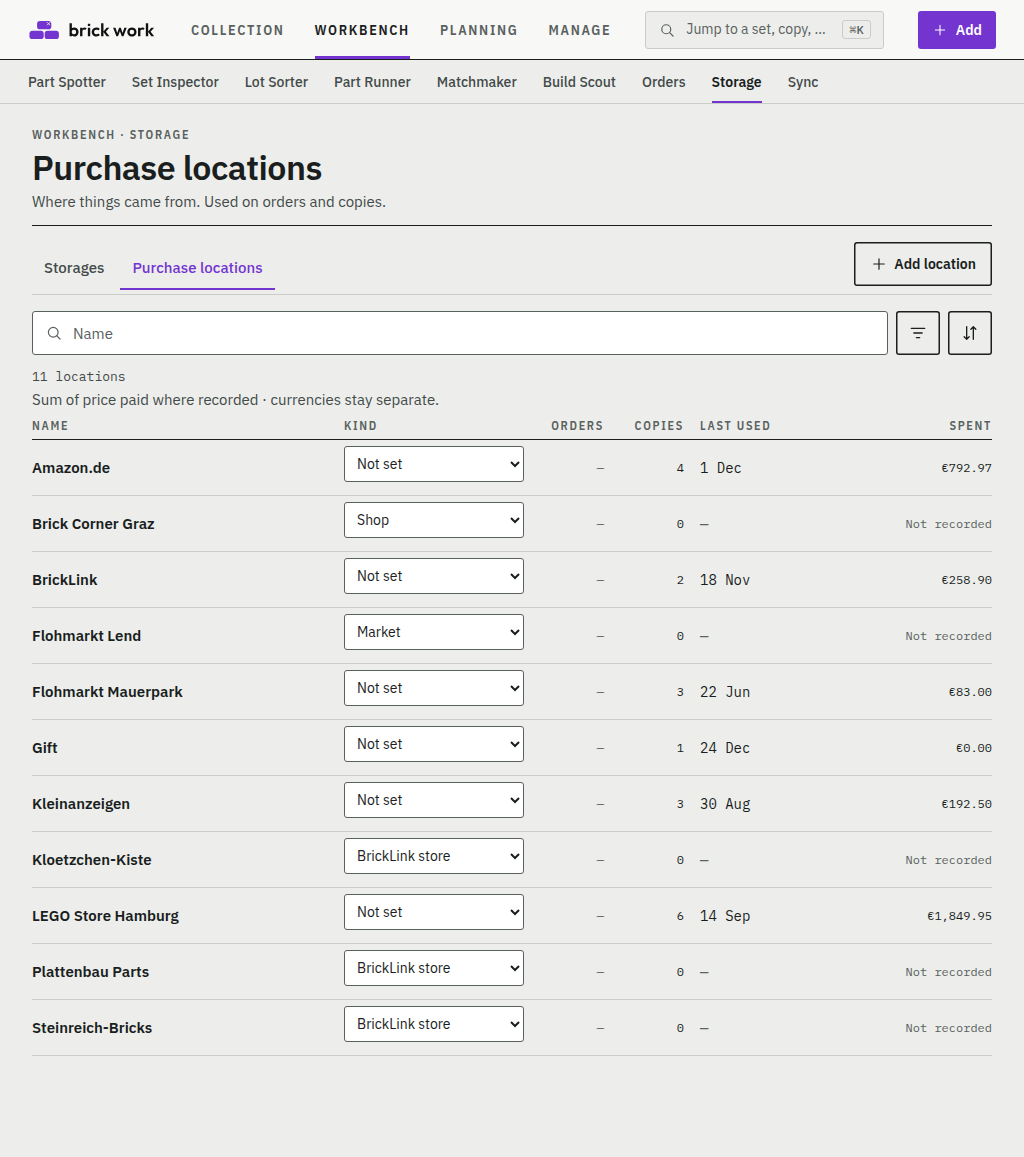 brick work COLLECTION WORKBENCH PLANNING MANAGE Jump to a set, copy, ... ⌘K + Add
Part Spotter Set Inspector Lot Sorter Part Runner Matchmaker Build Scout Orders Storage Sync
WORKBENCH · STORAGE
Purchase locations
Where things came from. Used on orders and copies.
Storages Purchase locations + Add location
Name
11 locations
Sum of price paid where recorded · currencies stay separate.
NAME KIND ORDERS COPIES LAST USED SPENT
Amazon.de Not set — 4 1 Dec €792.97
Brick Corner Graz Shop — 0 — Not recorded
BrickLink Not set — 2 18 Nov €258.90
Flohmarkt Lend Market — 0 — Not recorded
Flohmarkt Mauerpark Not set — 3 22 Jun €83.00
Gift Not set — 1 24 Dec €0.00
Kleinanzeigen Not set — 3 30 Aug €192.50
Kloetzchen-Kiste BrickLink store — 0 — Not recorded
LEGO Store Hamburg Not set — 6 14 Sep €1,849.95
Plattenbau Parts BrickLink store — 0 — Not recorded
Steinreich-Bricks BrickLink store — 0 — Not recorded